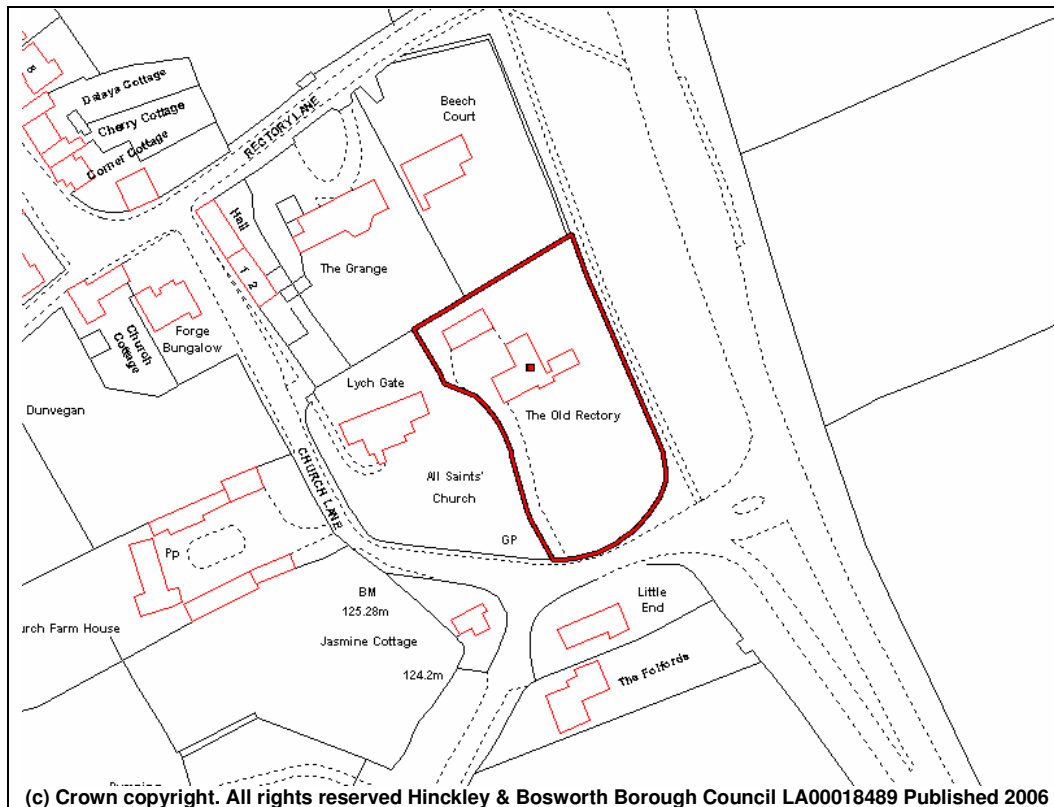 8
Dalaya Cottage
Cherry Cottage
Corner Cottage
RECTORY LANE
Beech
Court
Hall
1
2
The Grange
Church
Cottage
Forge
Bungalow
Dunvegan
Lych Gate
The Old Rectory
CHURCH LANE
All Saints'
Church
GP
Pp
urch Farm House
BM
125.28m
Jasmine Cottage
124.2m
Little
End
The Folfords
(c) Crown copyright. All rights reserved Hinckley & Bosworth Borough Council LA00018489 Published 2006